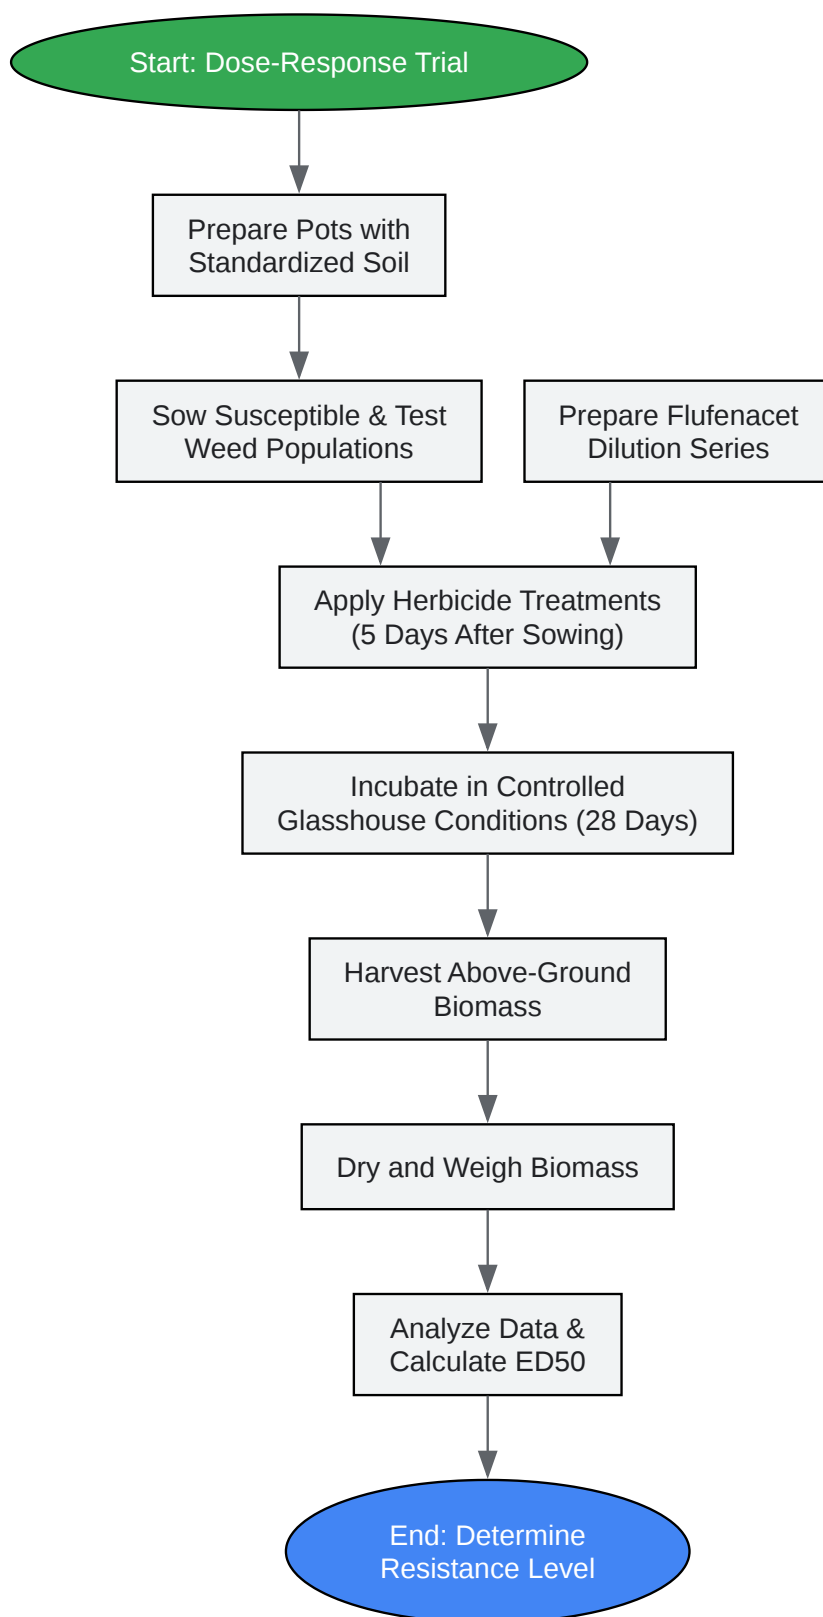 Start: Dose-Response Trial
Prepare Pots with
Standardized Soil
Sow Susceptible & Test
Weed Populations
Prepare Flufenacet
Dilution Series
Apply Herbicide Treatments
(5 Days After Sowing)
Incubate in Controlled
Glasshouse Conditions (28 Days)
Harvest Above-Ground
Biomass
Dry and Weigh Biomass
Analyze Data &
Calculate ED50
End: Determine
Resistance Level